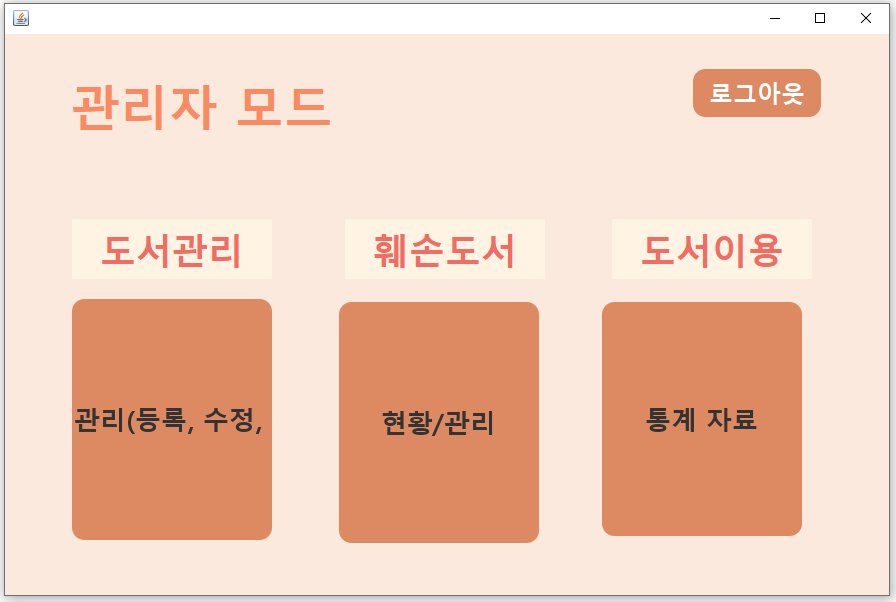 관리자 모드
로그아웃
도서관리
훼손도서
도서이용
관리(등록, 수정,
현황/관리
통계 자료